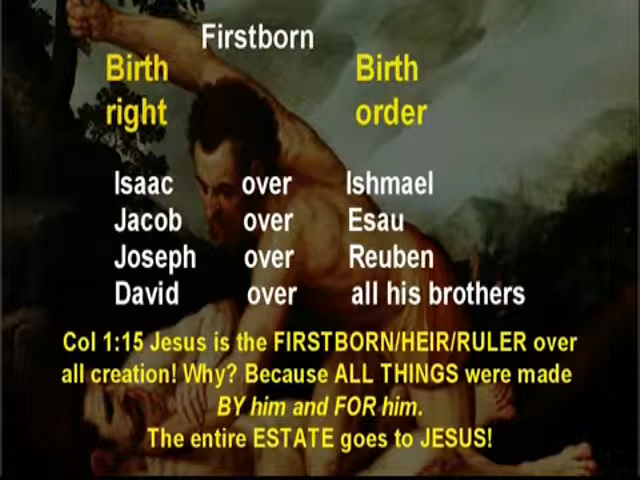 Firstborn
Birth right Birth order
Isaac over Ishmael
Jacob over Esau
Joseph over Reuben
David over all his brothers
Col 1:15 Jesus is the FIRSTBORN/HEIR/RULER over
all creation! Why? Because ALL THINGS were made
BY him and FOR him.
The entire ESTATE goes to JESUS!